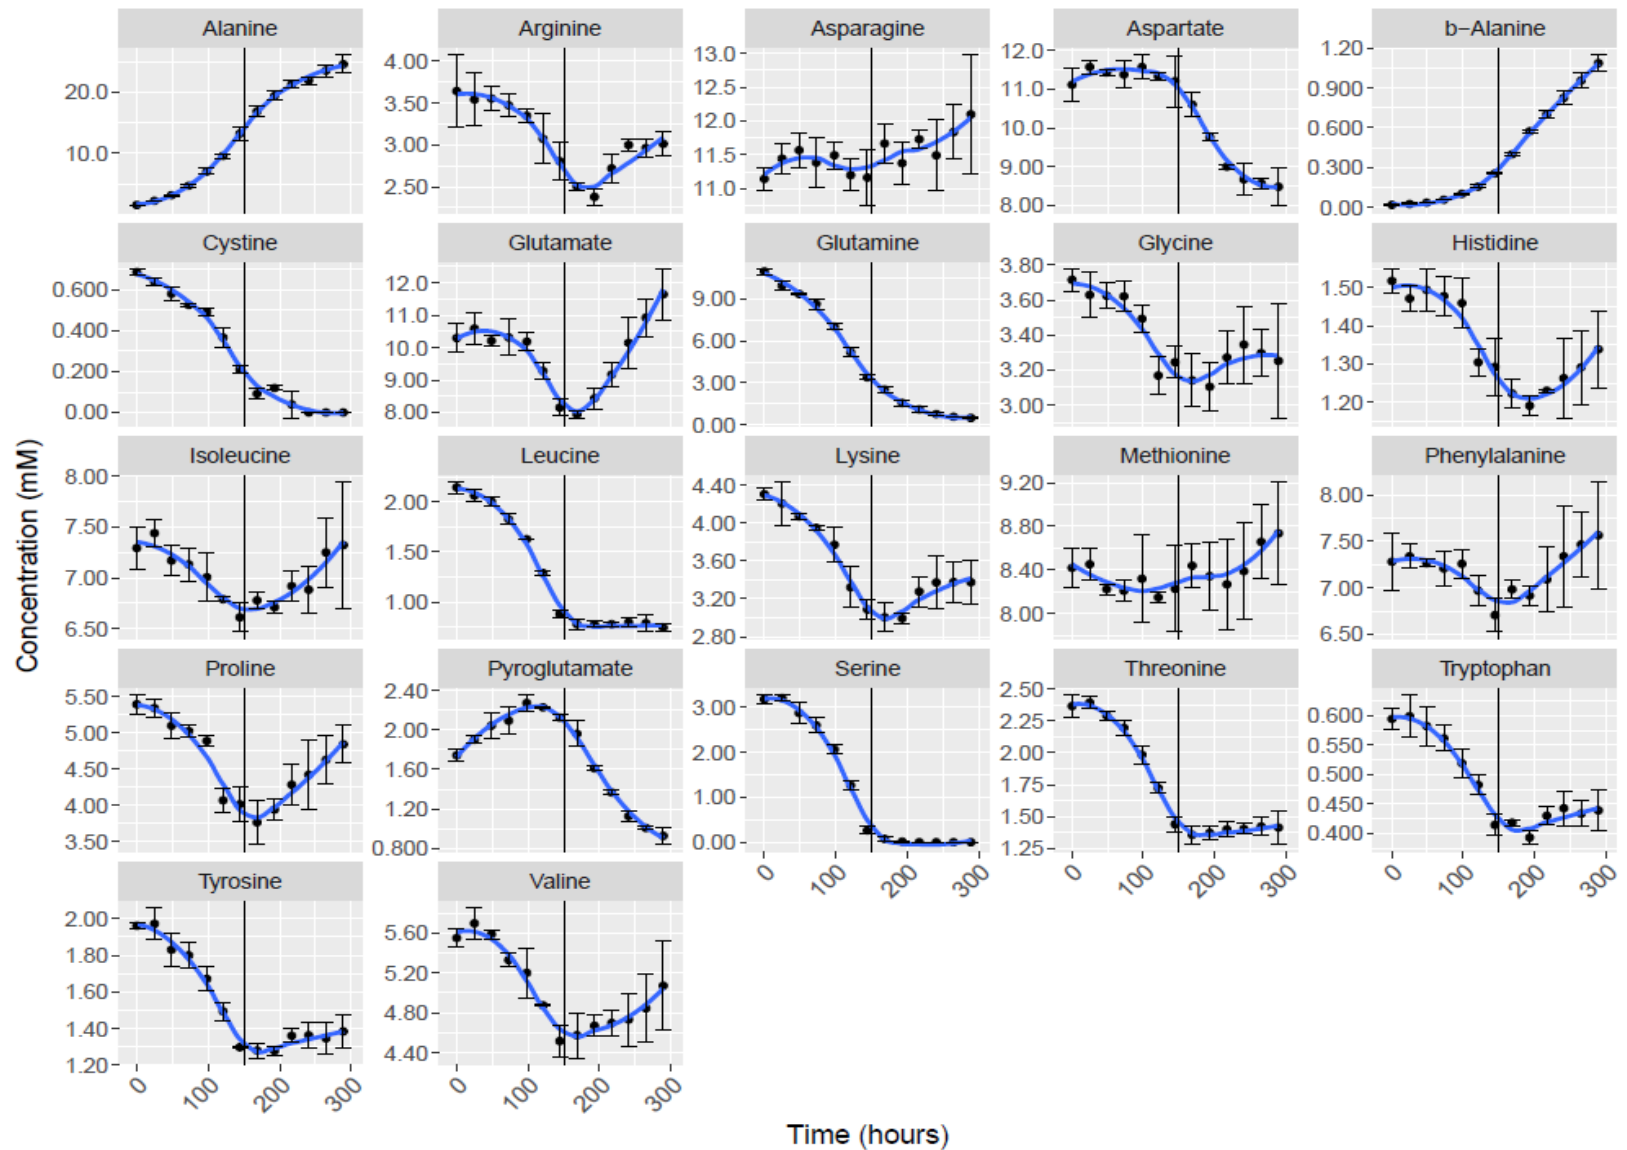 Alanine Arginine Asparagine Aspartate b−Alanine
20.0 10.0
4.00 3.50 3.00 2.50
13.0 12.5 12.0 11.5 11.0
12.0 11.0 10.0 9.00 8.00
1.20 0.900 0.600 0.300 0.00
Cystine Glutamate Glutamine Glycine Histidine
0.600 0.400 0.200 0.00
12.0 11.0 10.0 9.00 8.00
9.00 6.00 3.00 0.00
3.80 3.60 3.40 3.20 3.00
1.50 1.40 1.30 1.20
Concentration (mM)
Isoleucine Leucine Lysine Methionine Phenylalanine
8.00 7.50 7.00 6.50
2.00 1.50 1.00
4.40 4.00 3.60 3.20 2.80
9.20 8.80 8.40 8.00
8.00 7.50 7.00 6.50
Proline Pyroglutamate Serine Threonine Tryptophan
5.50 5.00 4.50 4.00 3.50
2.40 2.00 1.60 1.20 0.800
3.00 2.00 1.00 0.00
2.50 2.25 2.00 1.75 1.50 1.25
0.600 0.550 0.500 0.450 0.400
0 100 200 300 0 100 200 300 0 100 200 300
Tyrosine Valine
2.00 1.80 1.60 1.40 1.20
5.60 5.20 4.80 4.40
0 100 200 300 0 100 200 300
Time (hours)